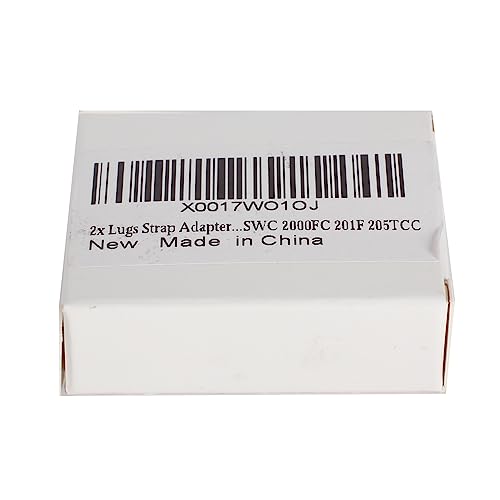 X0017WO1OJ
2x Lugs Strap Adapter...SWC 2000FC 201F 205TCC
New Made in China